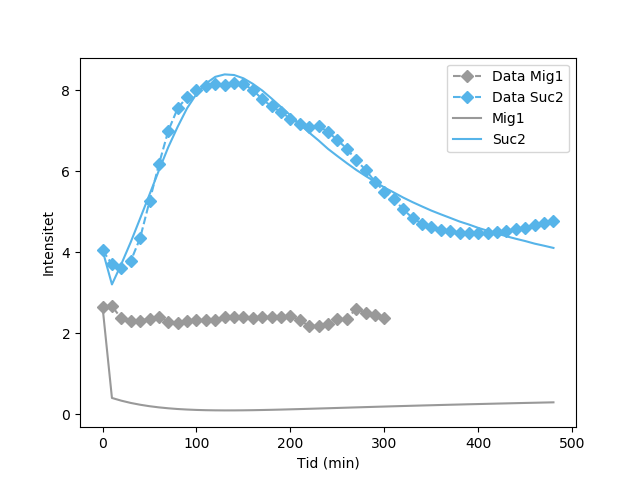 Data Mig1
Data Suc2
Mig1
Suc2
Intensitet
8
6
4
2
0
0 100 200 300 400 500
Tid (min)